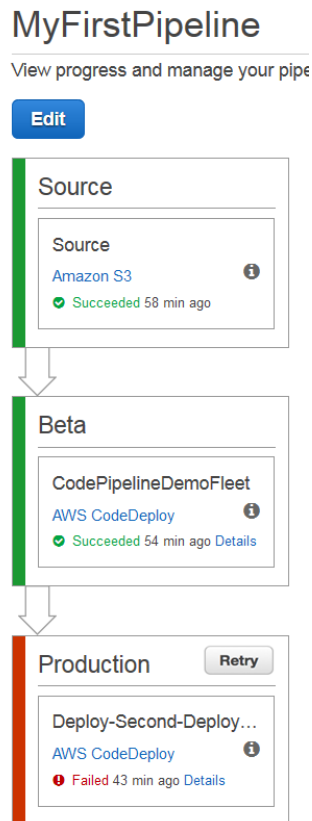 MyFirstPipeline
View progress and manage your pipe
Edit
Source
Source
Amazon S3
Succeeded 58 min ago
Beta
CodePipelineDemoFleet
AWS CodeDeploy
Succeeded 54 min ago Details
Production
Retry
Deploy-Second-Deploy...
AWS CodeDeploy
Failed 43 min ago Details